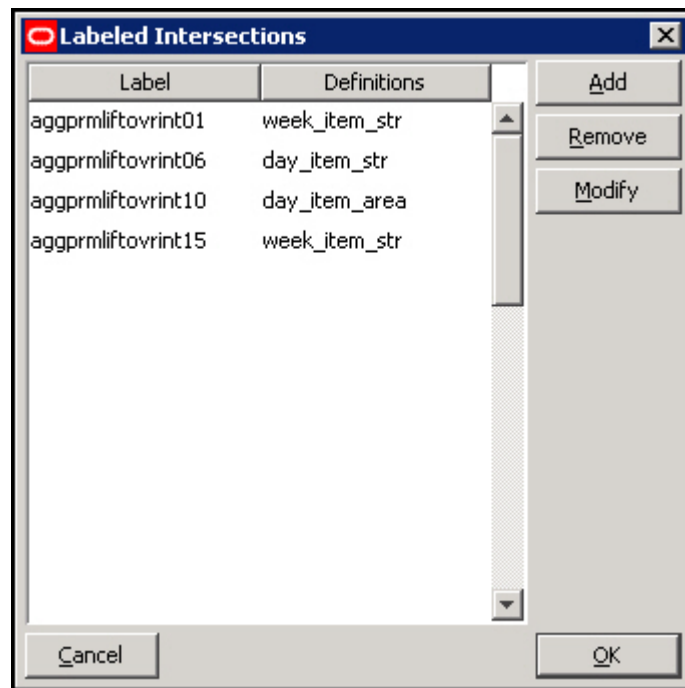 Labeled Intersections
Label Definitions
aggprmliftovrint01 week_item_str
aggprmliftovrint06 day_item_str
aggprmliftovrint10 day_item_area
aggprmliftovrint15 week_item_str
Add
Remove
Modify
Cancel OK